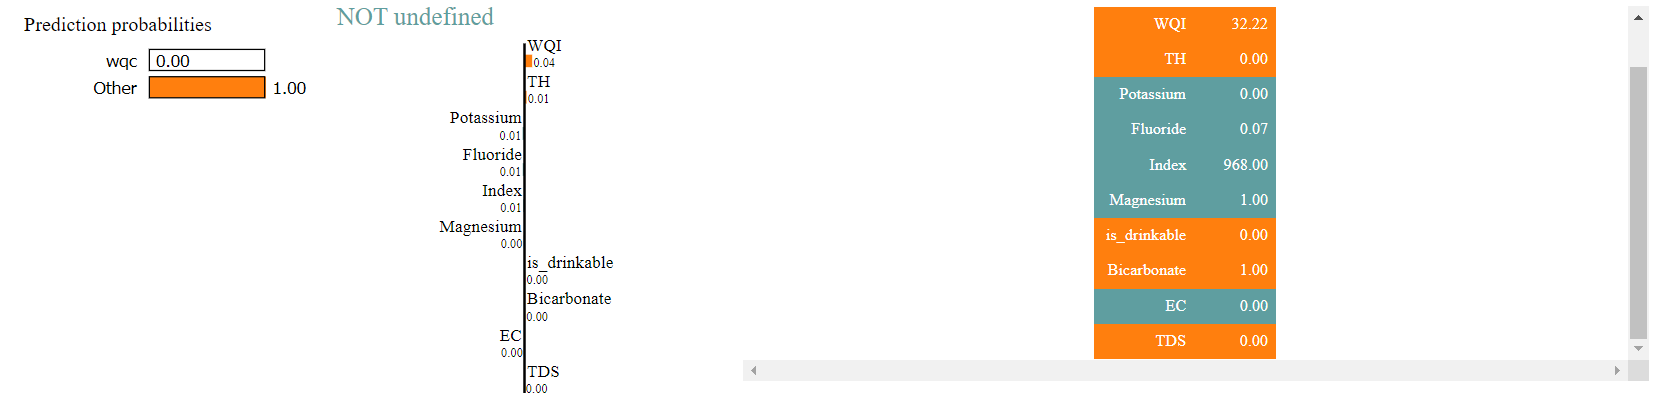 Prediction probabilities
wqc 0.00
Other 1.00
NOT undefined
WQI
0.04
TH
0.01
Potassium
0.01
Fluoride
0.01
Index
0.01
Magnesium
0.00
is_drinkable
0.00
Bicarbonate
0.00
EC
0.00
TDS
0.00
WQI 32.22
TH 0.00
Potassium 0.00
Fluoride 0.07
Index 968.00
Magnesium 1.00
is_drinkable 0.00
Bicarbonate 1.00
EC 0.00
TDS 0.00